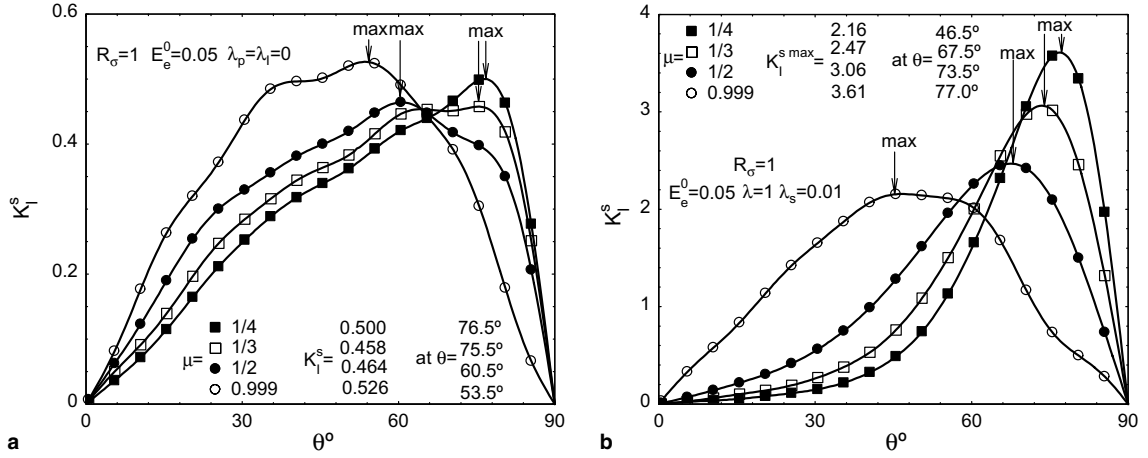 0.6
0.4
0.2
0
K_I^s
R_σ=1 E_e^0=0.05 λ_p=λ_l=0
max max max
μ=
■ 1/4
□ 1/3
● 1/2
○ 0.999
K_I^s=
0.500
0.458
0.464
0.526
at θ=
76.5º
75.5º
60.5º
53.5º
0 30 60 90
θº
a
4
3
2
1
0
K_I^s
μ=
■ 1/4
□ 1/3
● 1/2
○ 0.999
K_I^{s max}=
2.16
2.47
3.06
3.61
at θ=
46.5º
67.5º
73.5º
77.0º
max
max
max
R_σ=1
E_e^0=0.05 λ=1 λ_s=0.01
0 30 60 90
θº
b